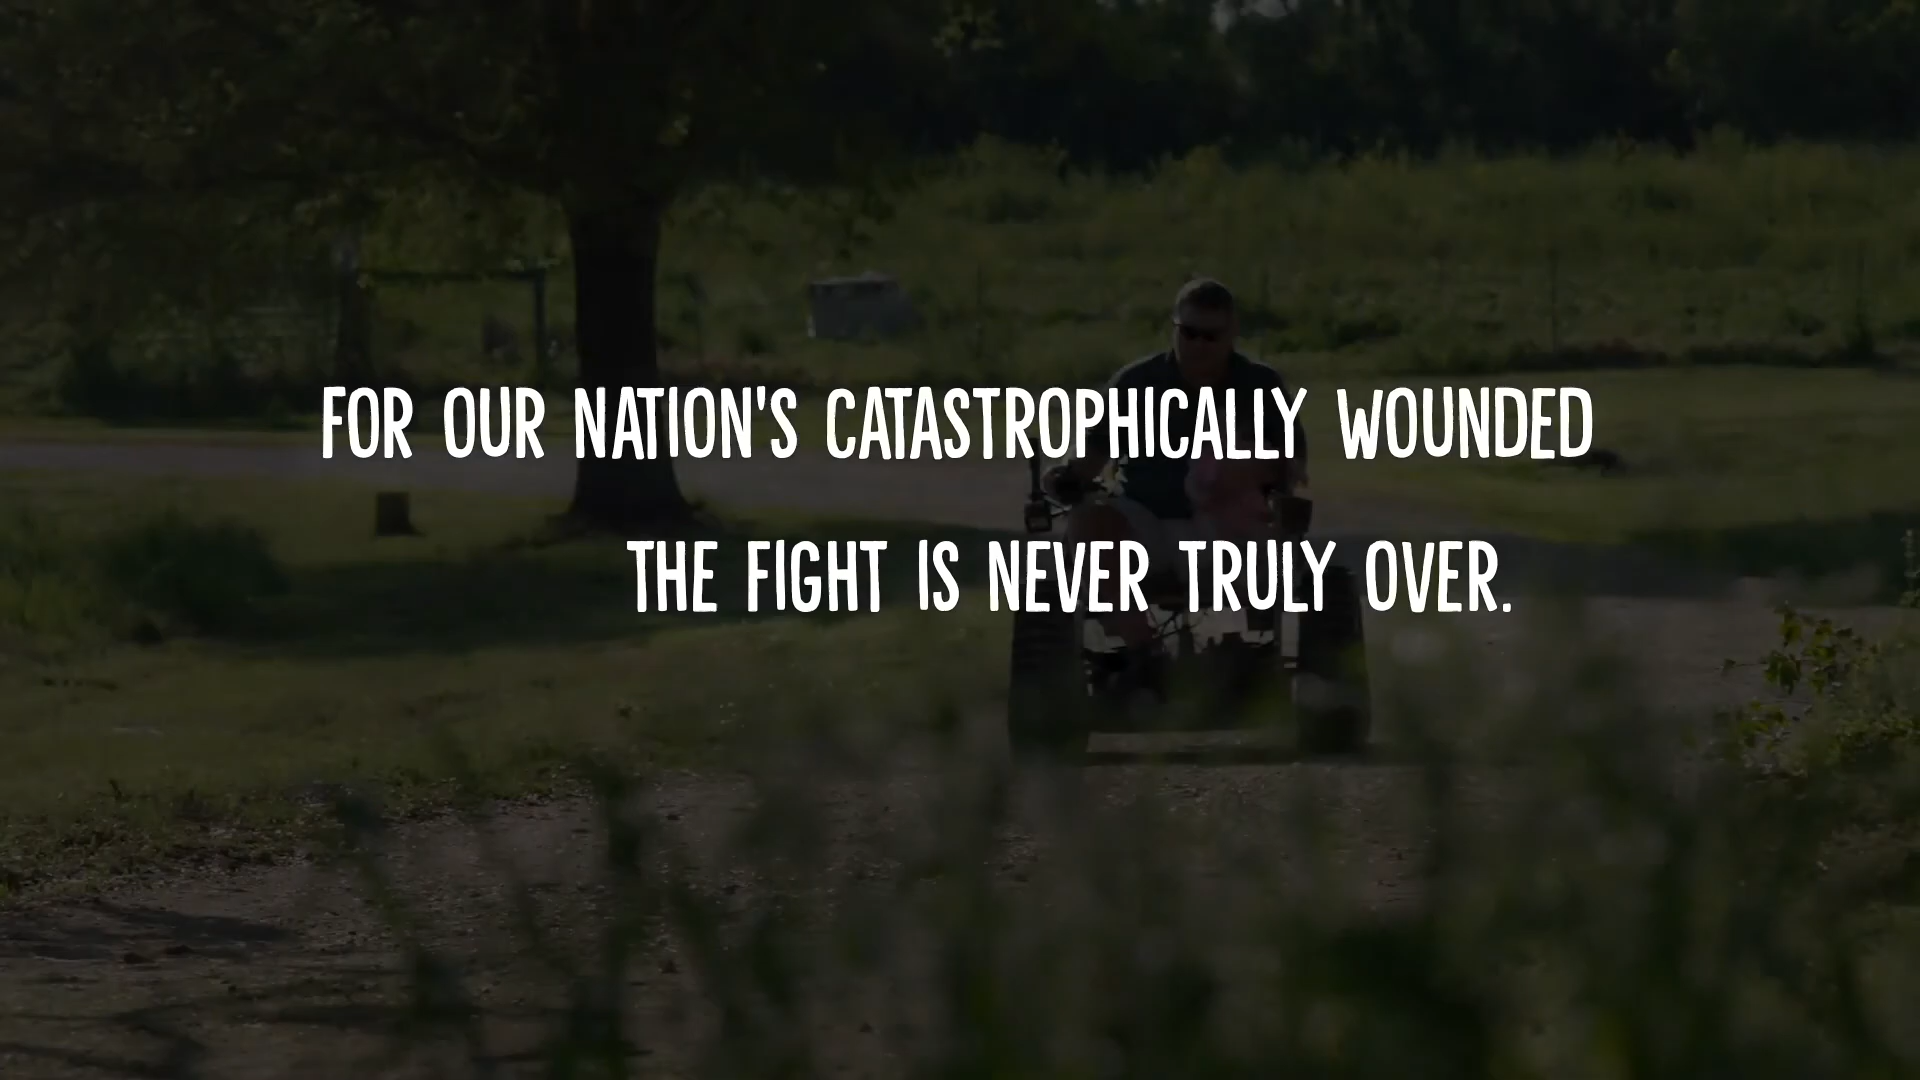 FOR OUR NATION'S CATASTROPHICALLY WOUNDED
THE FIGHT IS NEVER TRULY OVER.